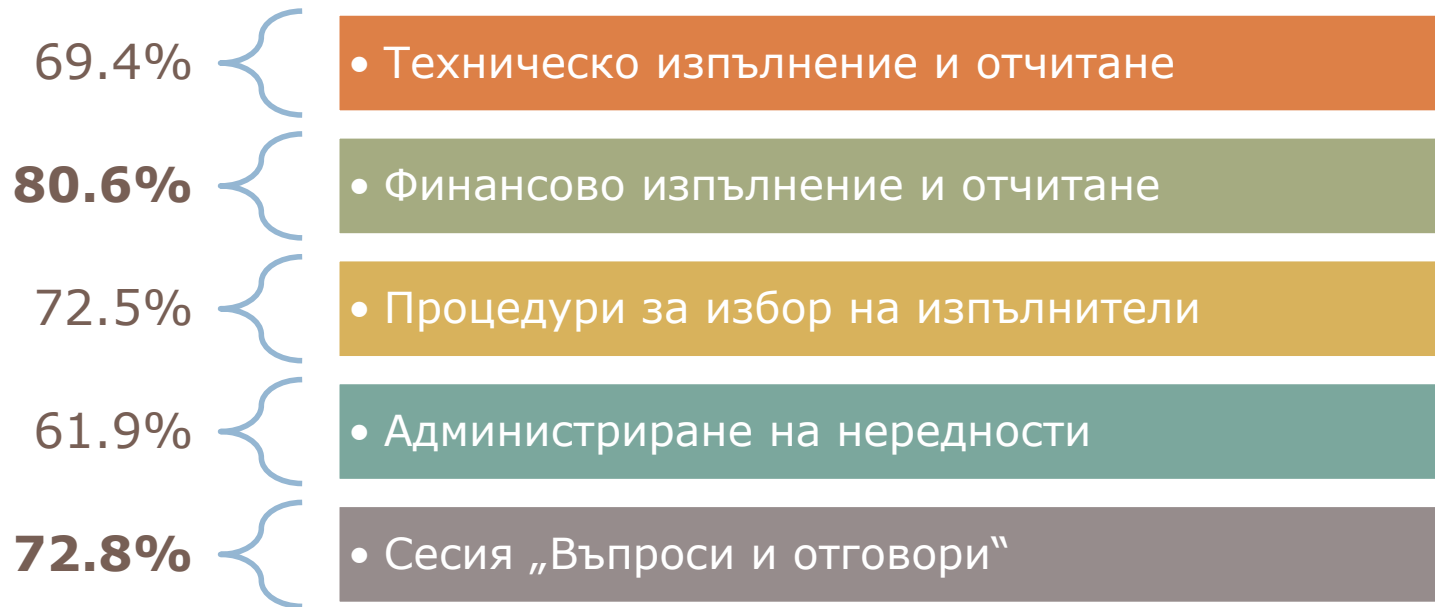 69.4%
• Техническо изпълнение и отчитане
80.6%
• Финансово изпълнение и отчитане
72.5%
• Процедури за избор на изпълнители
61.9%
• Администриране на нередности
72.8%
• Сесия „Въпроси и отговори“